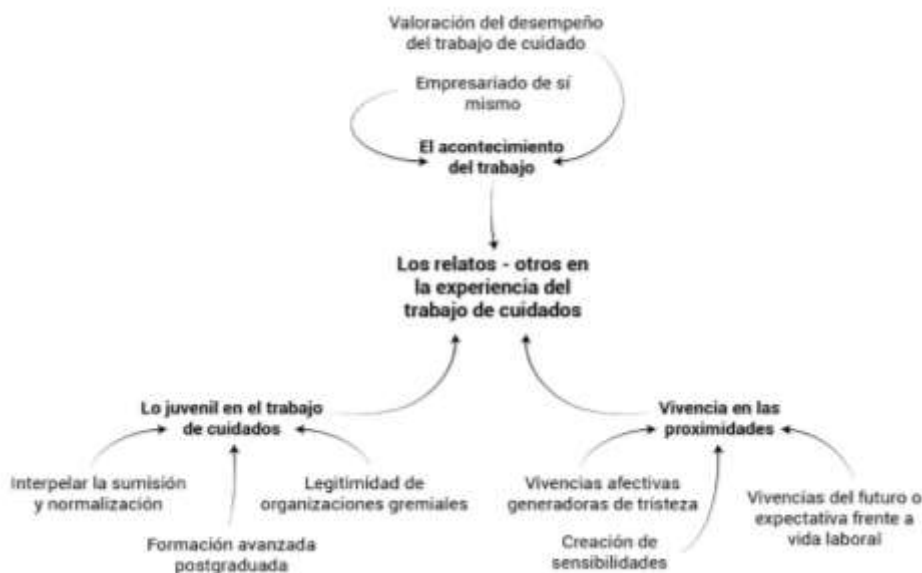 Valoración del desempeño
del trabajo de cuidado
Empresariado de sí
mismo
El acontecimiento
del trabajo
Los relatos - otros en
la experiencia del
trabajo de cuidados
Lo juvenil en el trabajo
de cuidados
Interpelar la sumisión
y normalización
Legitimidad de
organizaciones gremiales
Formación avanzada
postgraduada
Vivencia en las
proximidades
Vivencias afectivas
generadoras de tristeza
Creación de
sensibilidades
Vivencias del futuro o
expectativa frente a
vida laboral